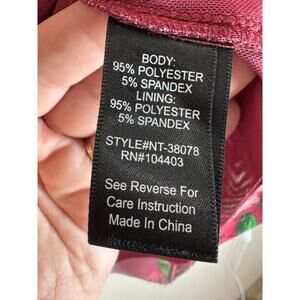 BODY:
95% POLYESTER
5% SPANDEX
LINING:
95% POLYESTER
5% SPANDEX
STYLE#NT-38078
RN#104403
See Reverse For
Care Instruction
Made In China